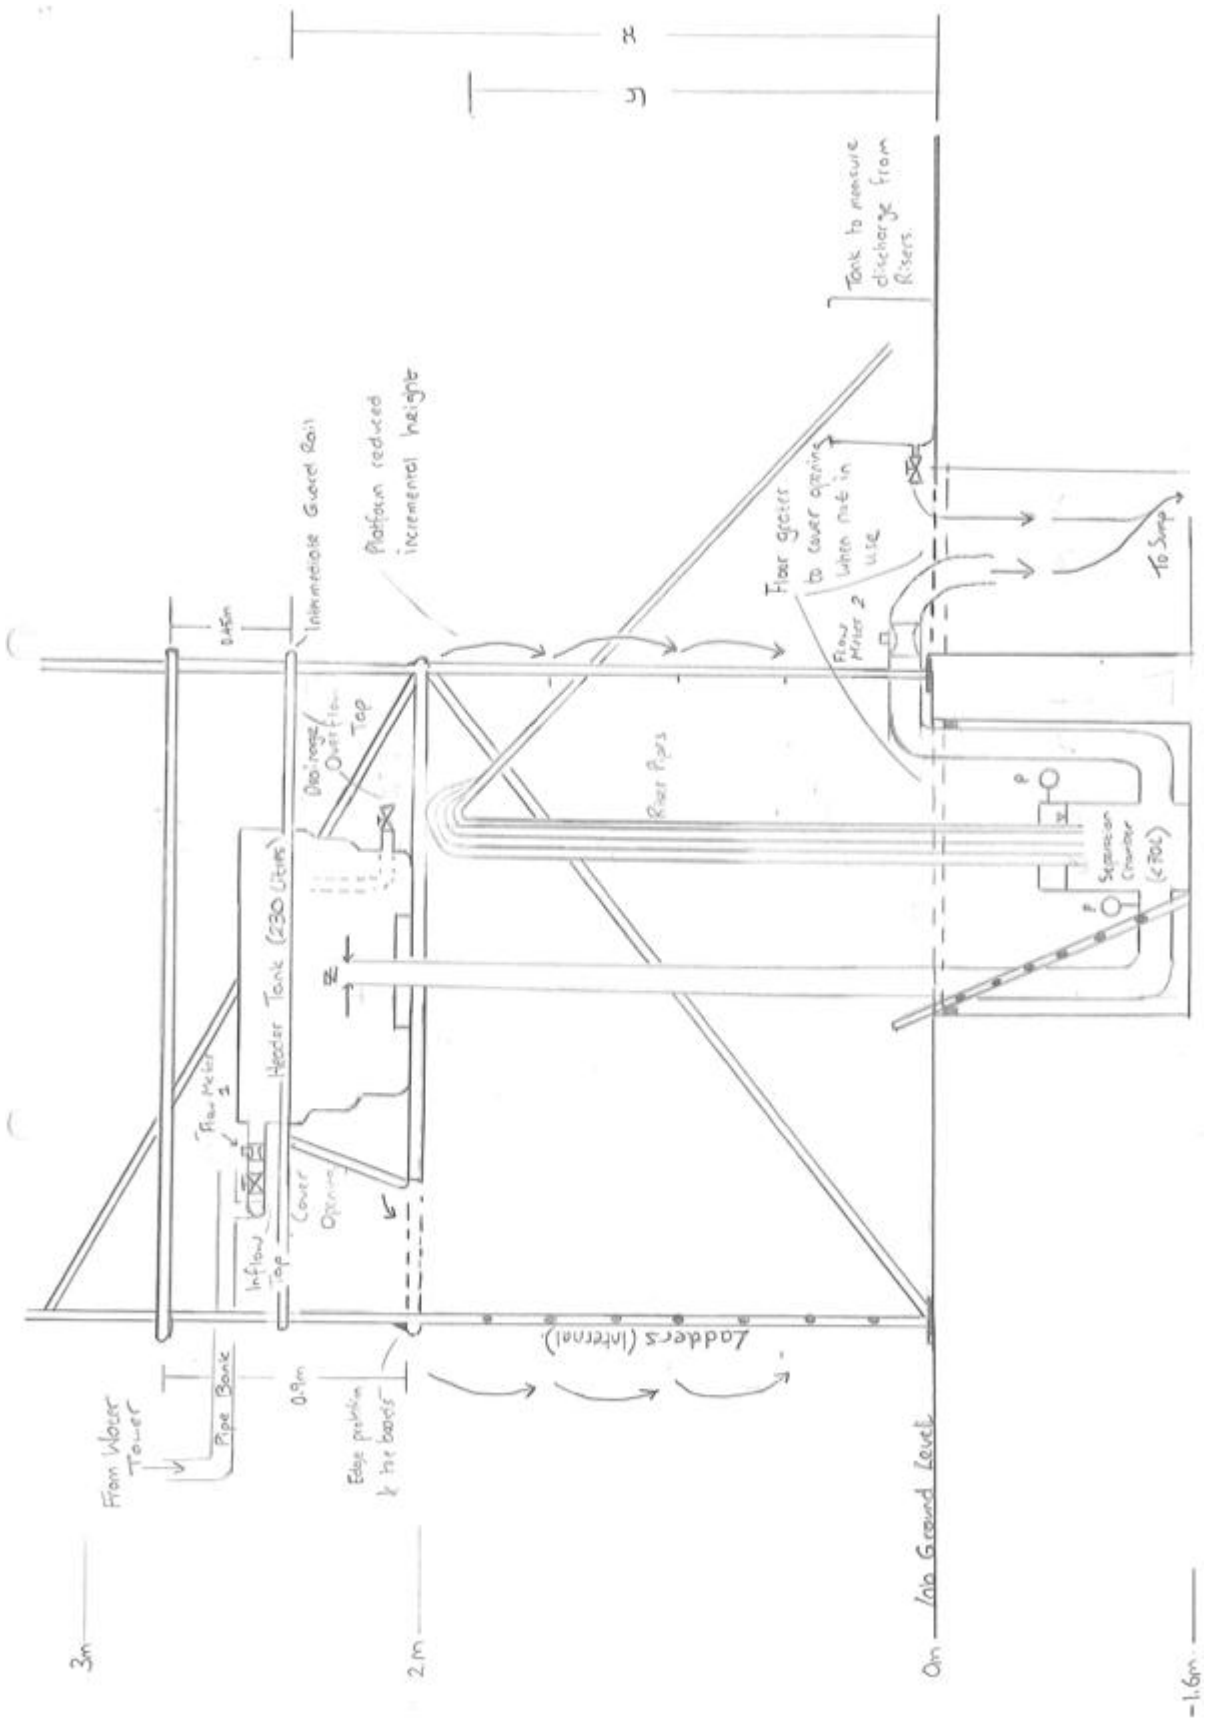 3m
2m
0m
-1.6m
From Water
Tower
Pipe Bank
0.9m
Edge protection
& toe boards
Inflow
Tap
Flow Meter
1
Cover
Opening
Header Tank (230 Litres)
Drainage/
Overflow
Tap
0.45m
Intermediate Guard Rail
Platform reduced
incremental height
Ladders (Internal)
Riser Pipes
Lab Ground Level
Floor grates
to cover opening
when not in
use
Flow
Meter 2
Tank to measure
discharge from
Risers.
P
P
Separation
Chamber
(<70L)
To Sump
x
y